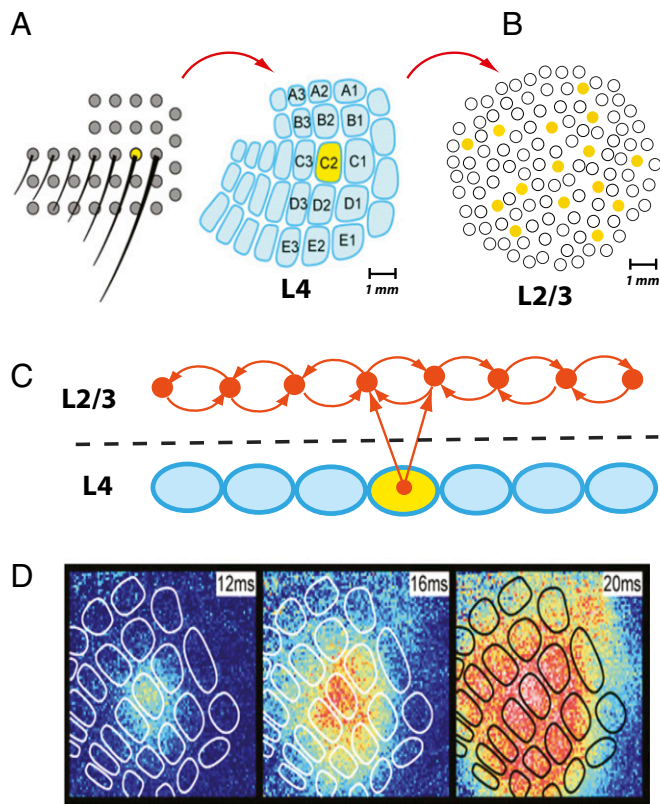 A
B
A3 A2 A1
B3 B2 B1
C3 C2 C1
D3 D2 D1
E3 E2 E1
1 mm
1 mm
L4
L2/3
C
L2/3
L4
D
12ms
16ms
20ms